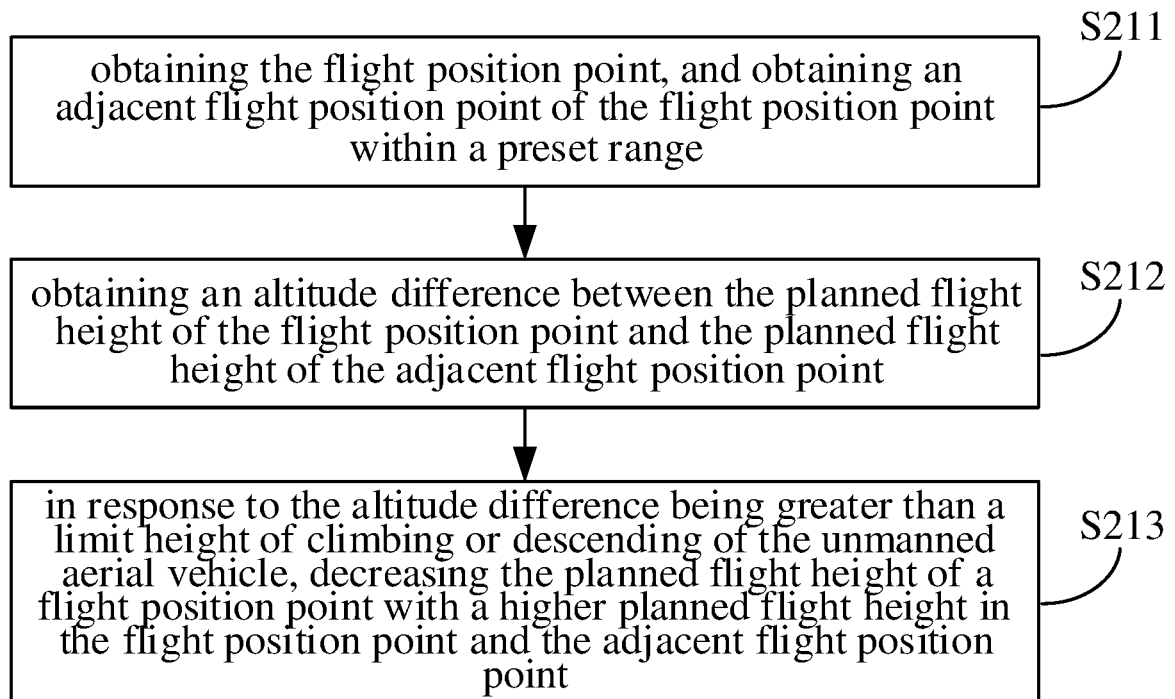 S211
obtaining the flight position point, and obtaining an
adjacent flight position point of the flight position point
within a preset range
S212
obtaining an altitude difference between the planned flight
height of the flight position point and the planned flight
height of the adjacent flight position point
S213
in response to the altitude difference being greater than a
limit height of climbing or descending of the unmanned
aerial vehicle, decreasing the planned flight height of a
flight position point with a higher planned flight height in
the flight position point and the adjacent flight position
point